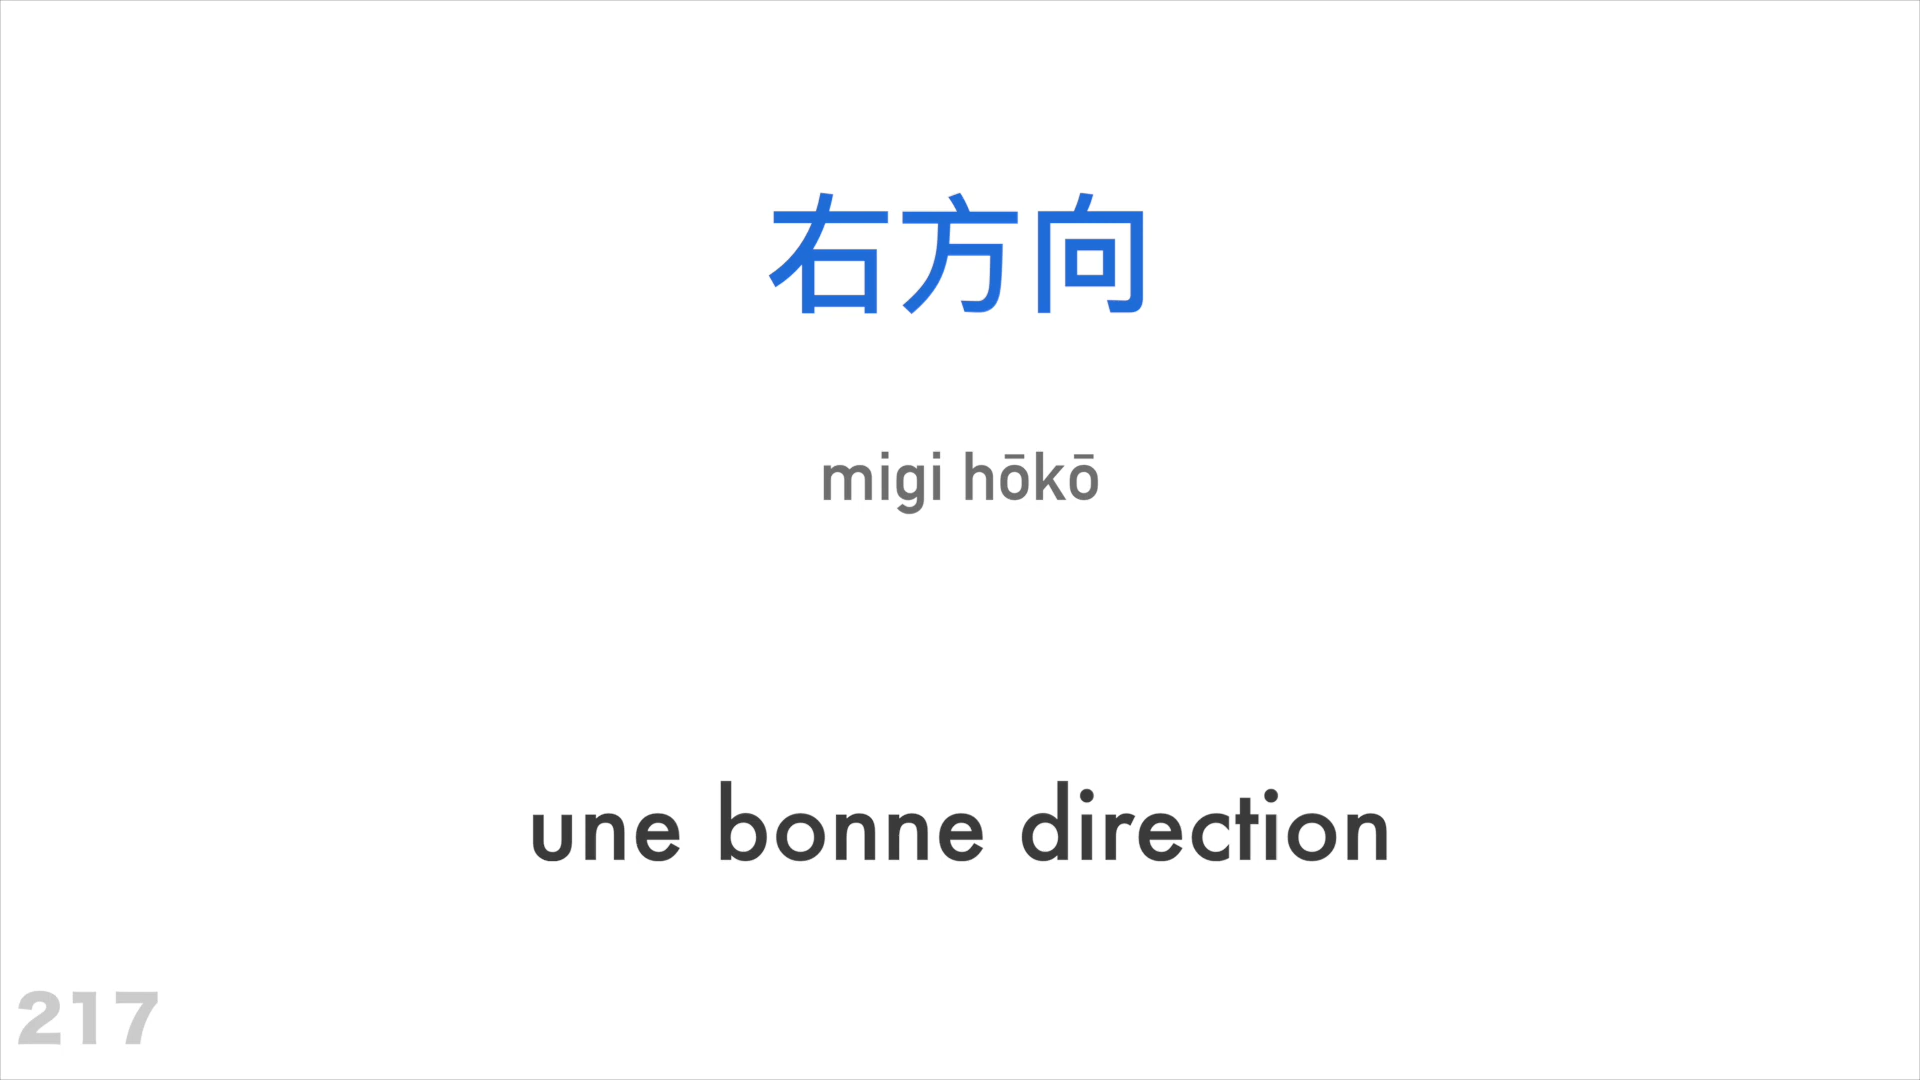 右方向
migi hōkō
une bonne direction
217